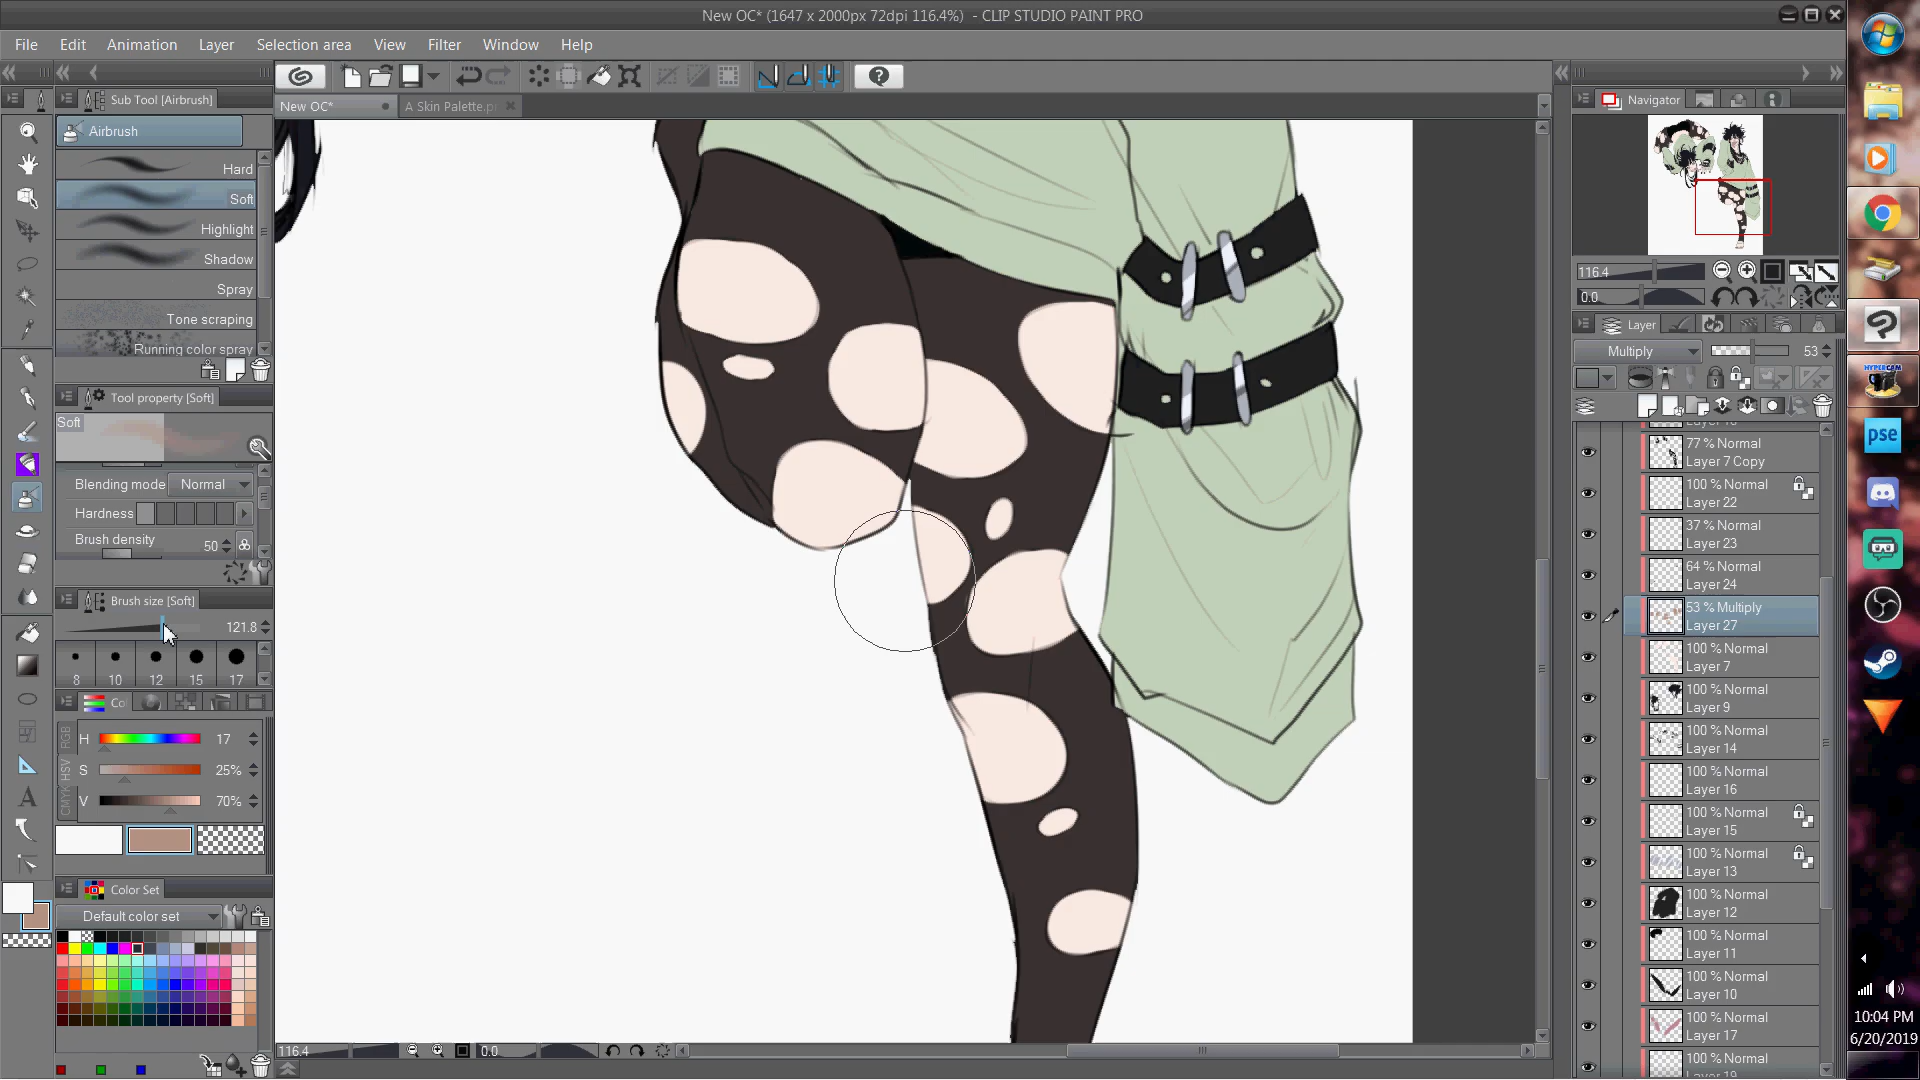 New OC* (1647 x 2000px 72dpi 116.4%) - CLIP STUDIO PAINT PRO
File Edit Animation Layer Selection area View Filter Window Help
New OC*
A Skin Palette.p
Sub Tool [Airbrush]
Airbrush
Hard
Soft
Highlight
Shadow
Spray
Tone scraping
Running color spray
Tool property [Soft]
Soft
Blending mode Normal
Hardness
Brush density 50
Brush size [Soft]
121.8
8 10 12 15 17
Co
RGB
HSV
CMYK
H 17
S 25%
V 70%
Color Set
Default color set
116.4 0.0
Navigator
116.4
0.0
Layer
Multiply 53
77 % Normal
Layer 7 Copy
100 % Normal
Layer 22
37 % Normal
Layer 23
64 % Normal
Layer 24
53 % Multiply
Layer 27
100 % Normal
Layer 7
100 % Normal
Layer 9
100 % Normal
Layer 14
100 % Normal
Layer 16
100 % Normal
Layer 15
100 % Normal
Layer 13
100 % Normal
Layer 12
100 % Normal
Layer 11
100 % Normal
Layer 10
100 % Normal
Layer 17
100 % Normal
Layer 19
HYPERCAM
pse
10:04 PM
6/20/2019